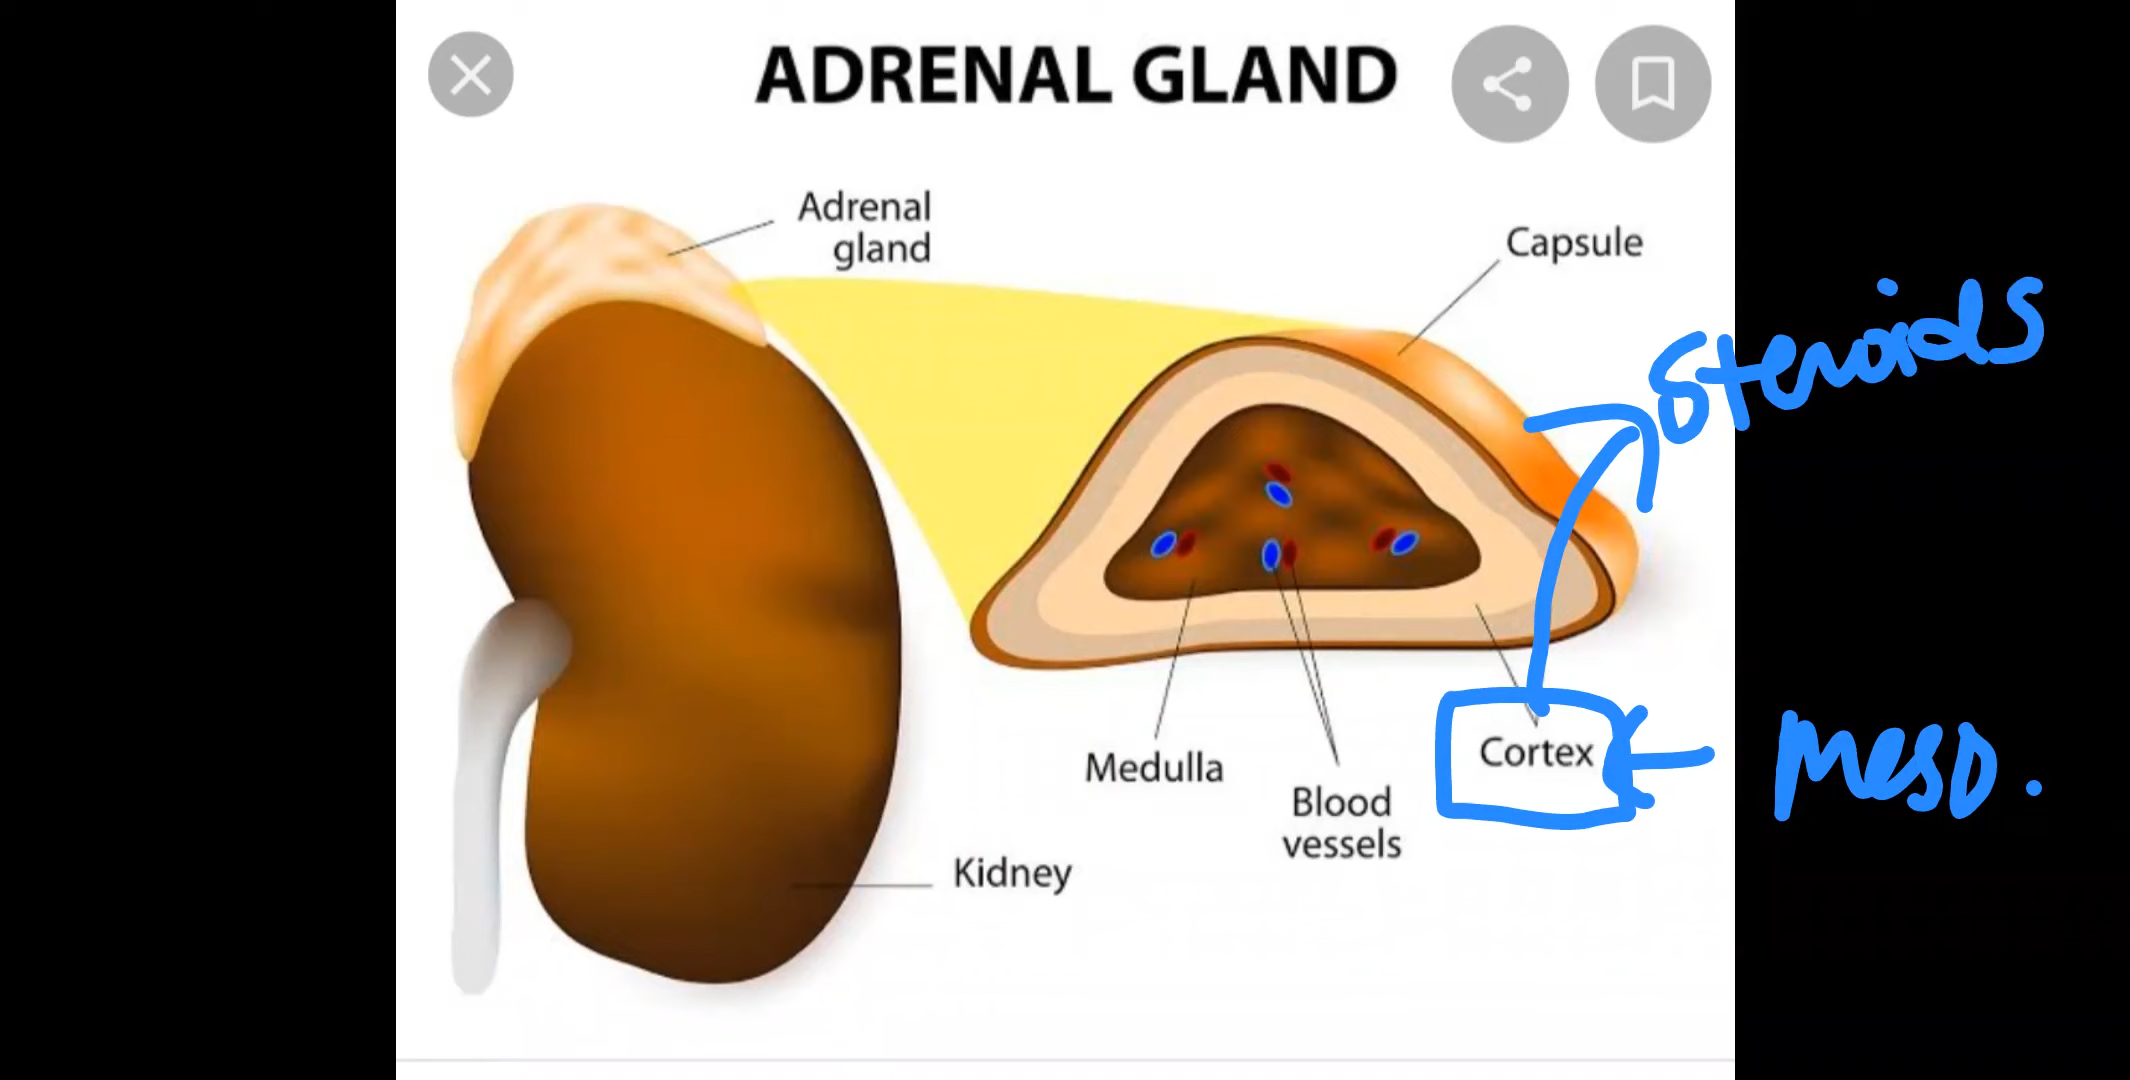 ADRENAL GLAND
Adrenal
gland
Capsule
steroids
Medulla
Blood
vessels
Cortex
Meso.
Kidney